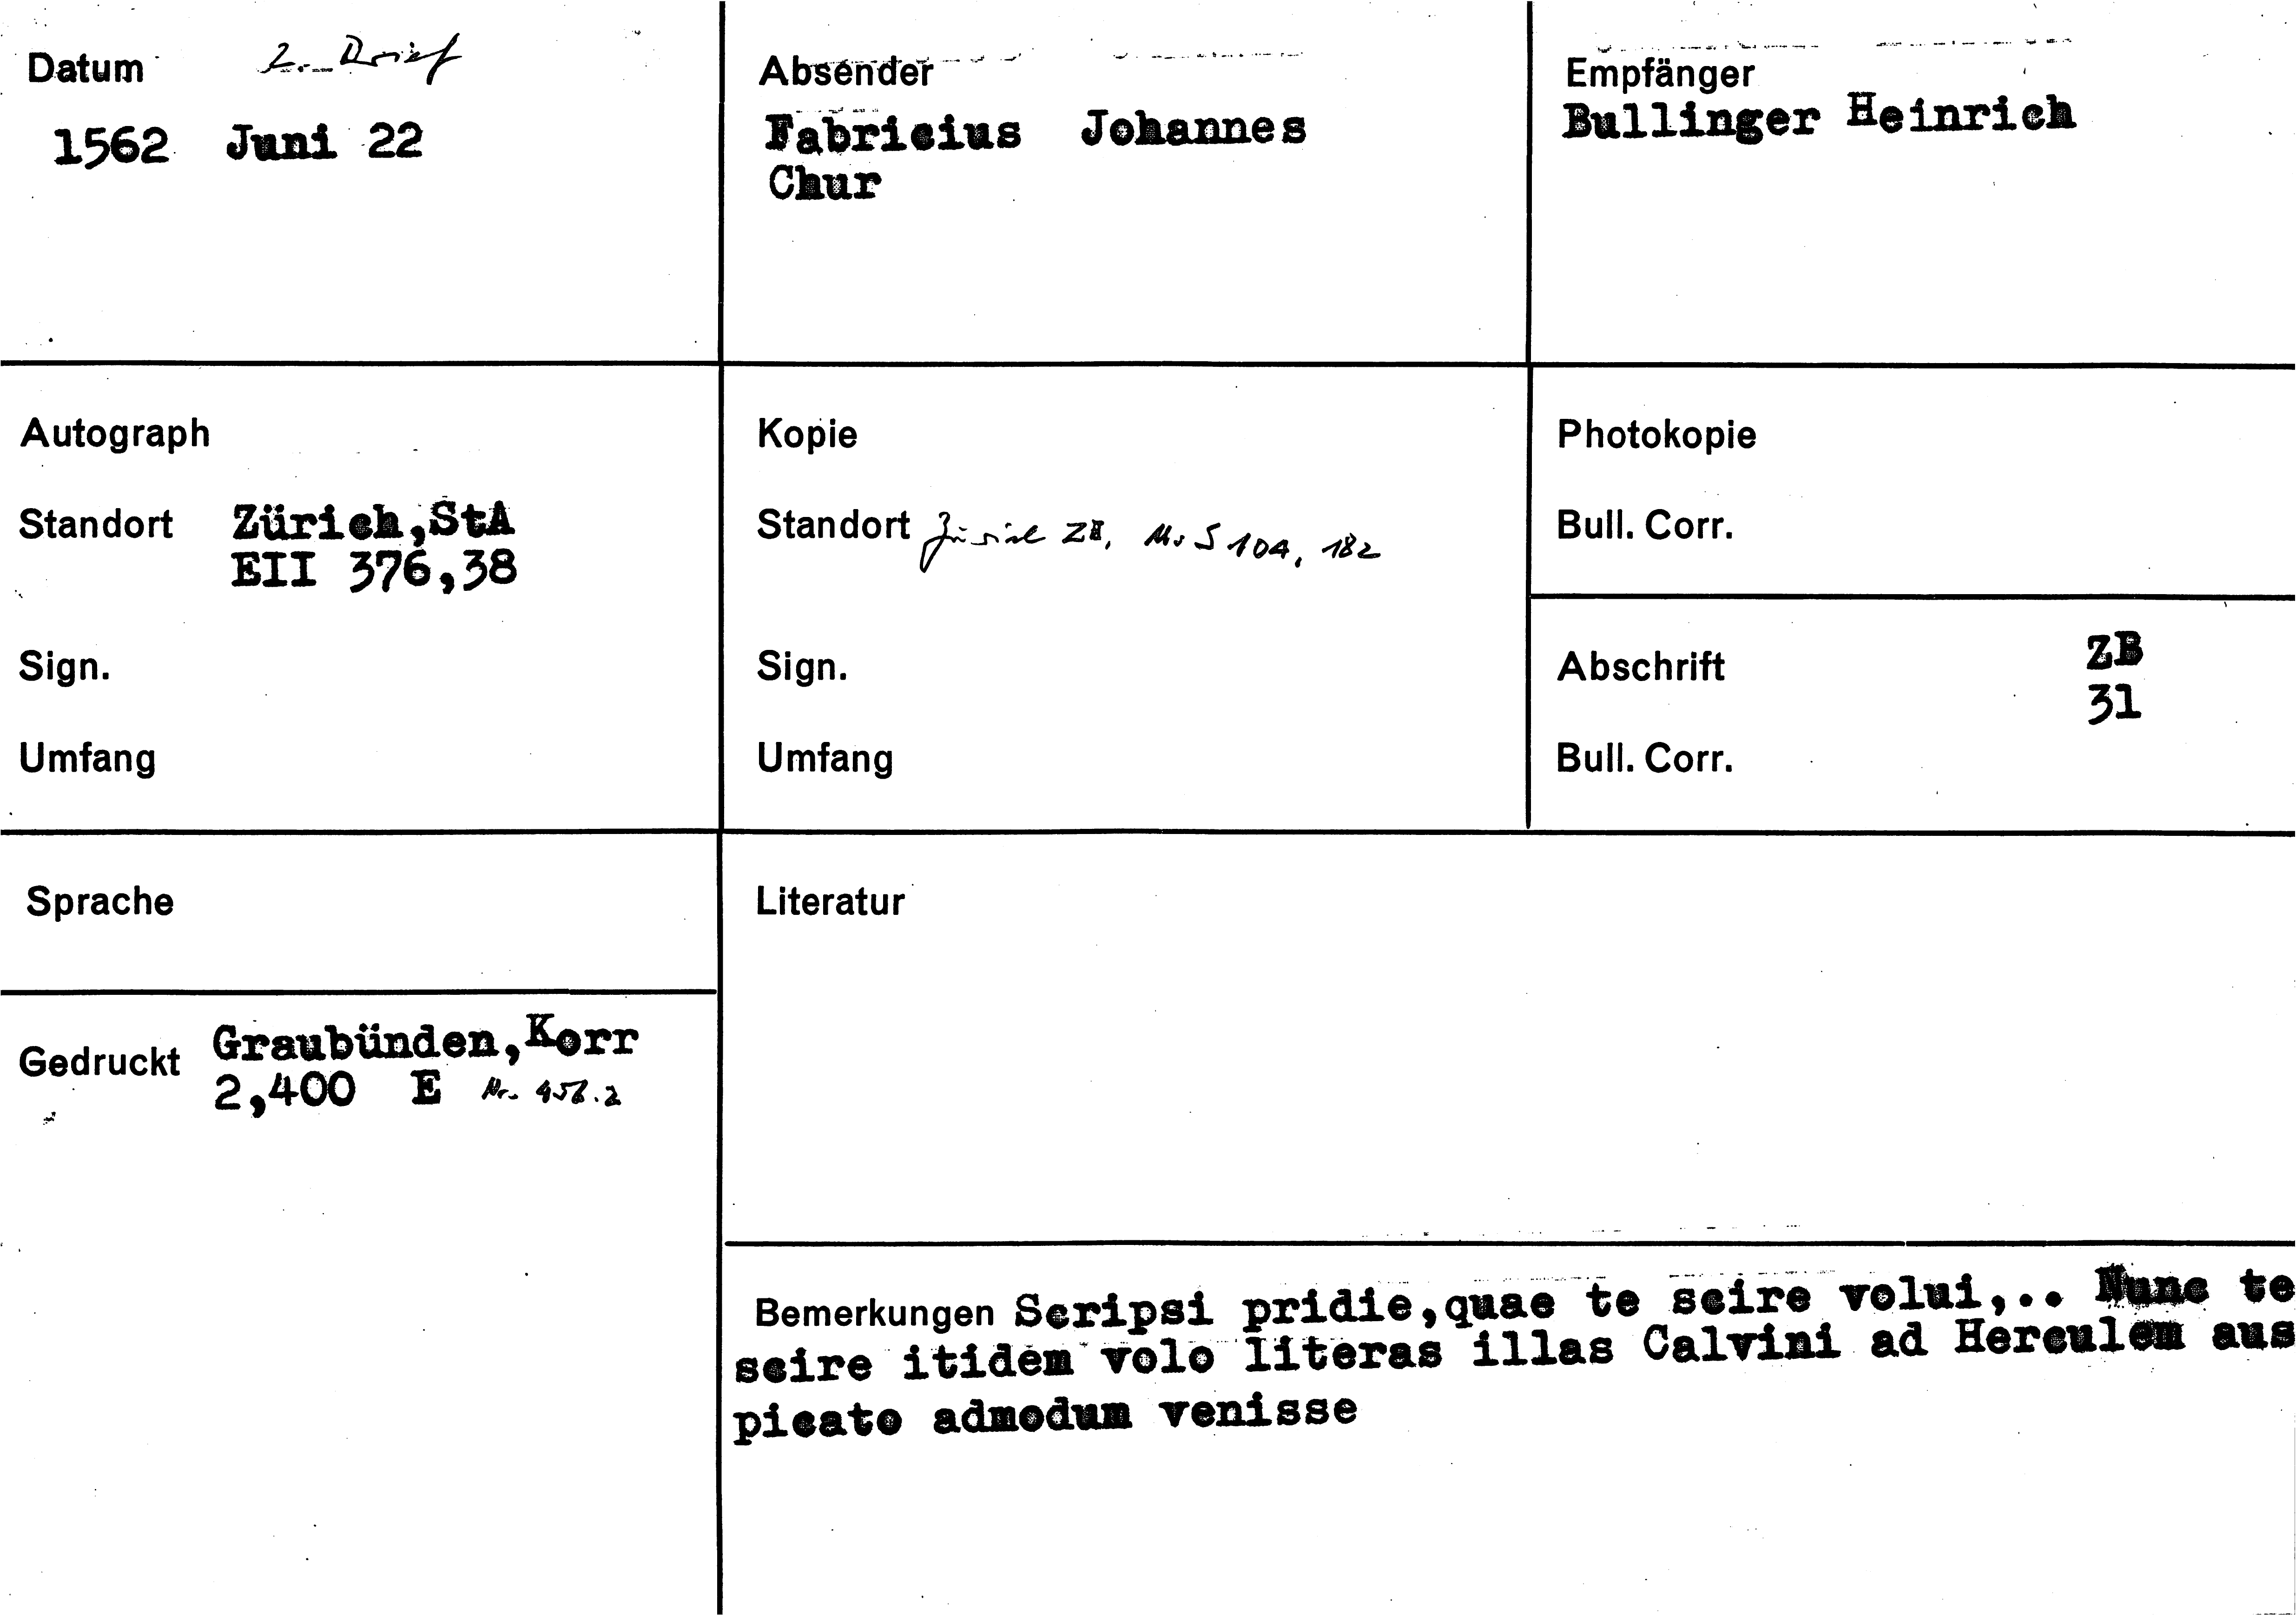 Datum 2. Brief
1562 Juni 22
Absender
Fabricius Johannes
Chur
Empfänger
Bullinger Heinrich
Autograph
Standort Zürich,StA
EII 376,38
Sign.
Umfang
Kopie
Standort Zürich ZB, Ms S 104, 182
Sign.
Umfang
Photokopie
Bull. Corr.
Abschrift ZB
31
Bull. Corr.
Sprache
Gedruckt Graubünden,Korr
2,400 E Nr.
Literatur
Bemerkungen Scripsi pridie,quae te scire volui,.. Nunc te
scire itidem volo literas illas Calvini ad Herculem aus
picato admodum venisse